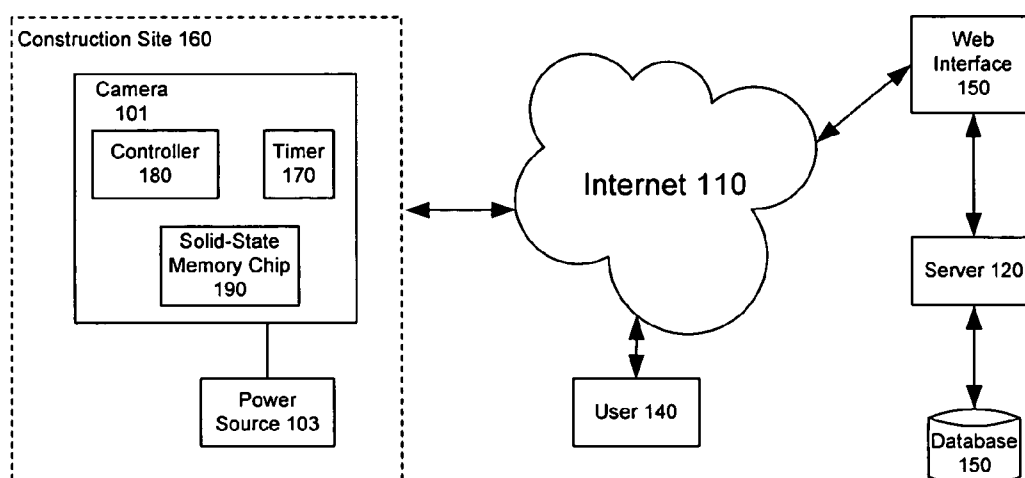 Construction Site 160
Camera
101
Controller
180
Timer
170
Solid-State
Memory Chip
190
Power
Source 103
Internet 110
User 140
Web
Interface
150
Server 120
Database
150